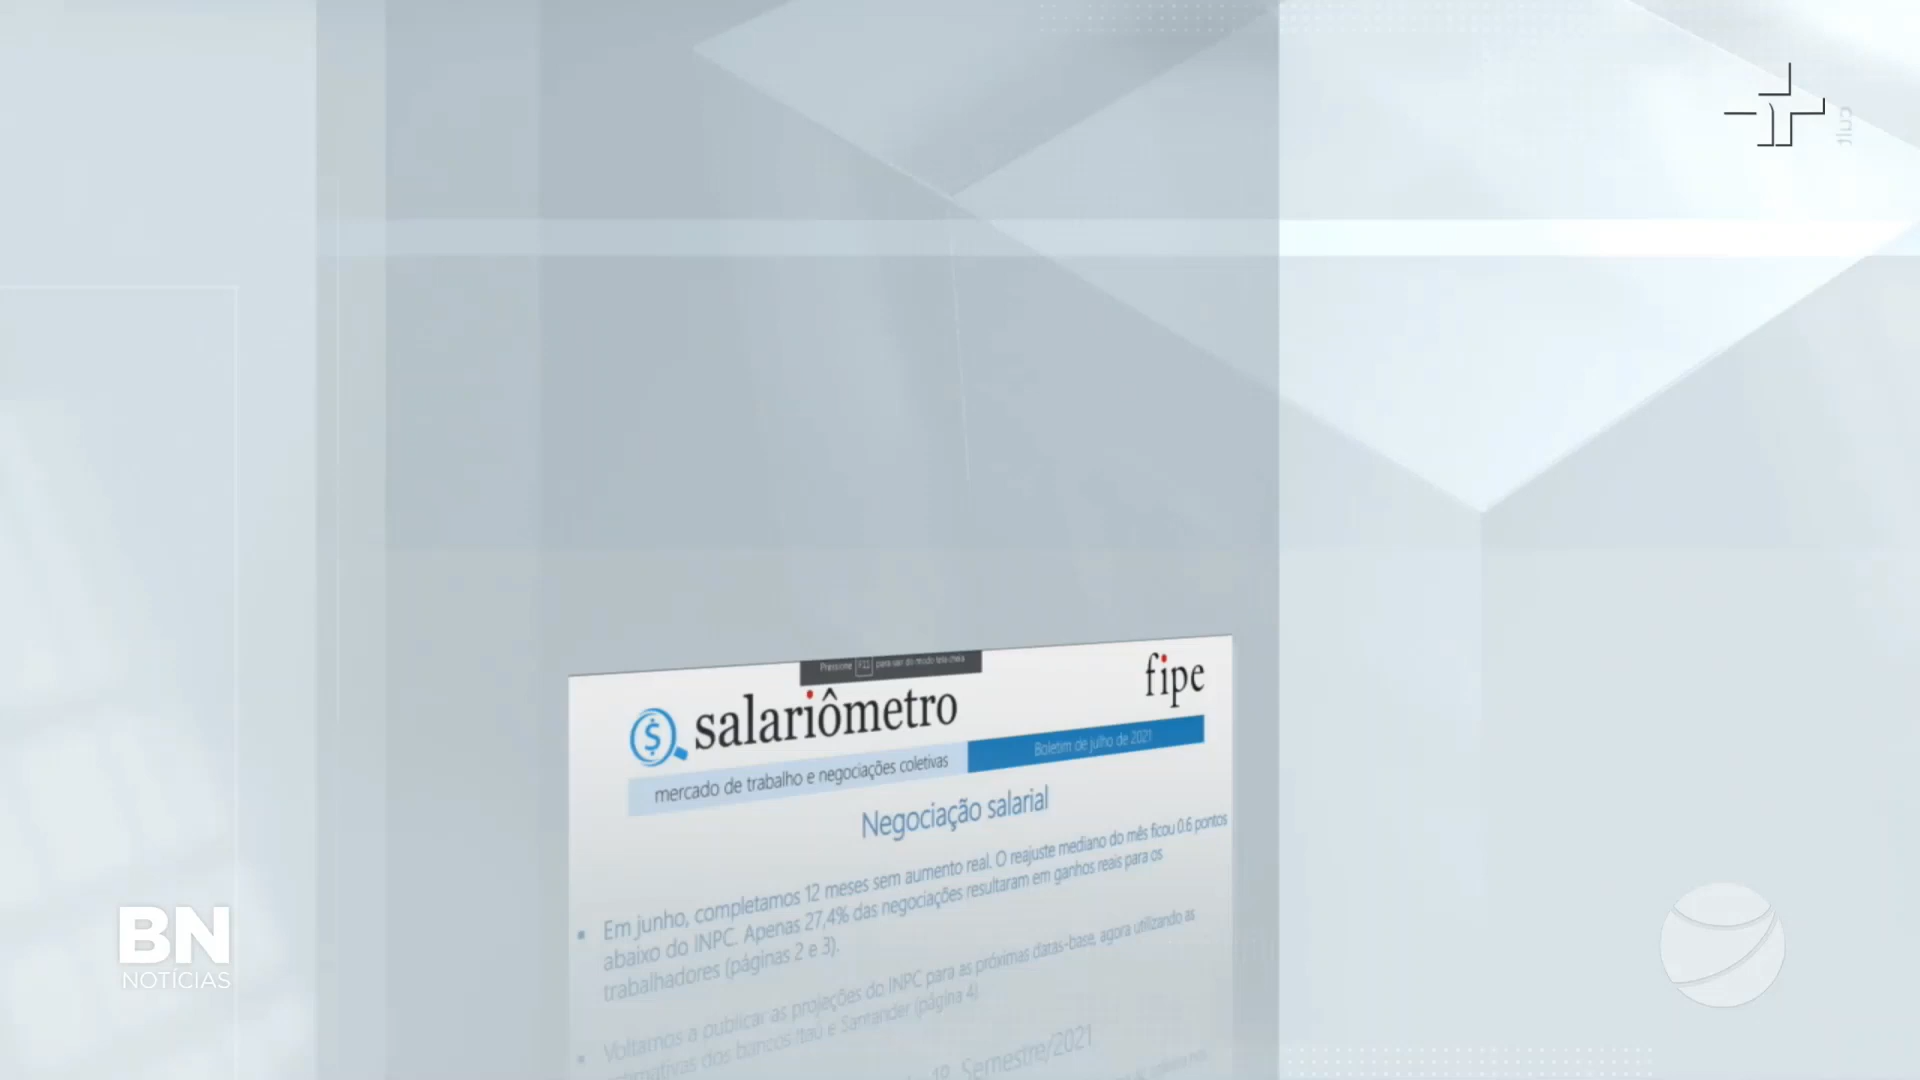 cult
Pressione F11 para sair do modo tela cheia
salariômetro
fipe
mercado de trabalho e negociações coletivas
Boletim de julho de 2021
Negociação salarial
▪ Em junho, completamos 12 meses sem aumento real. O reajuste mediano do mês ficou 0.6 pontos
abaixo do INPC. Apenas 27,4% das negociações resultaram em ganhos reais para os
trabalhadores (páginas 2 e 3).
▪ Voltamos a publicar as projeções do INPC para as próximas datas-base, agora utilizando as
estimativas dos bancos Itaú e Santander (página 4)
1º. Semestre/2021
BN
NOTÍCIAS